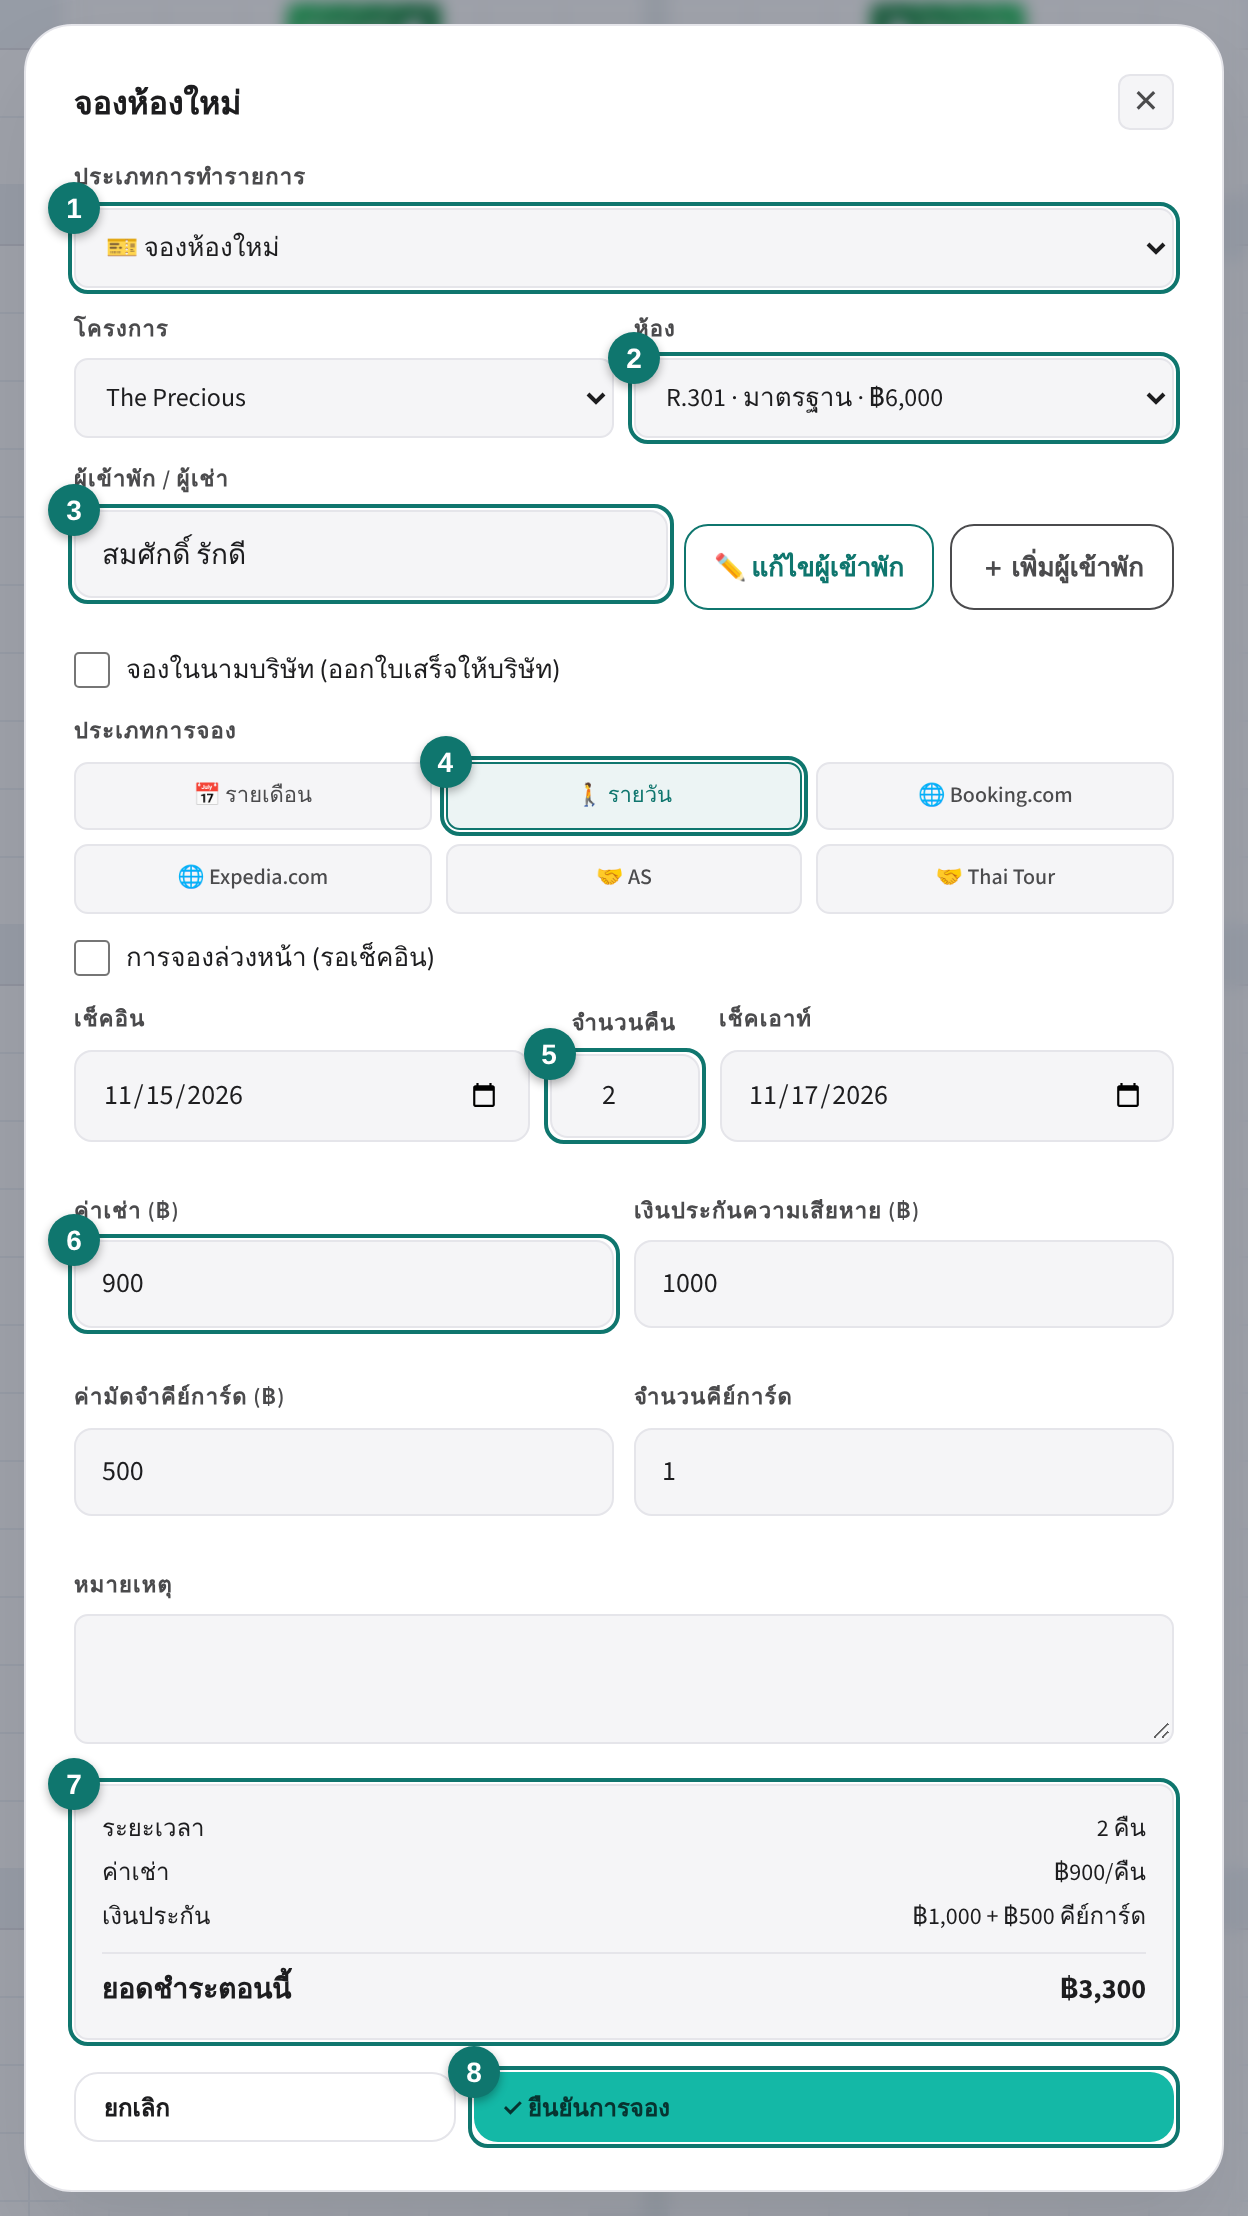 จองห้องใหม่
ประเภทการทำรายการ
1
🎫 จองห้องใหม่
โครงการ
ห้อง
2
The Precious
R.301 · มาตรฐาน · ฿6,000
ผู้เข้าพัก / ผู้เช่า
3
สมศักดิ์ รักดี
✏️ แก้ไขผู้เข้าพัก
+ เพิ่มผู้เข้าพัก
จองในนามบริษัท (ออกใบเสร็จให้บริษัท)
ประเภทการจอง
4
📅 รายเดือน
🚶 รายวัน
🌐 Booking.com
🌐 Expedia.com
🤝 AS
🤝 Thai Tour
การจองล่วงหน้า (รอเช็คอิน)
เช็คอิน
จำนวนคืน
เช็คเอาท์
5
11/15/2026
2
11/17/2026
ค่าเช่า (฿)
เงินประกันความเสียหาย (฿)
6
900
1000
ค่ามัดจำคีย์การ์ด (฿)
จำนวนคีย์การ์ด
500
1
หมายเหตุ
7
ระยะเวลา
2 คืน
ค่าเช่า
฿900/คืน
เงินประกัน
฿1,000 + ฿500 คีย์การ์ด
ยอดชำระตอนนี้
฿3,300
8
ยกเลิก
✓ ยืนยันการจอง